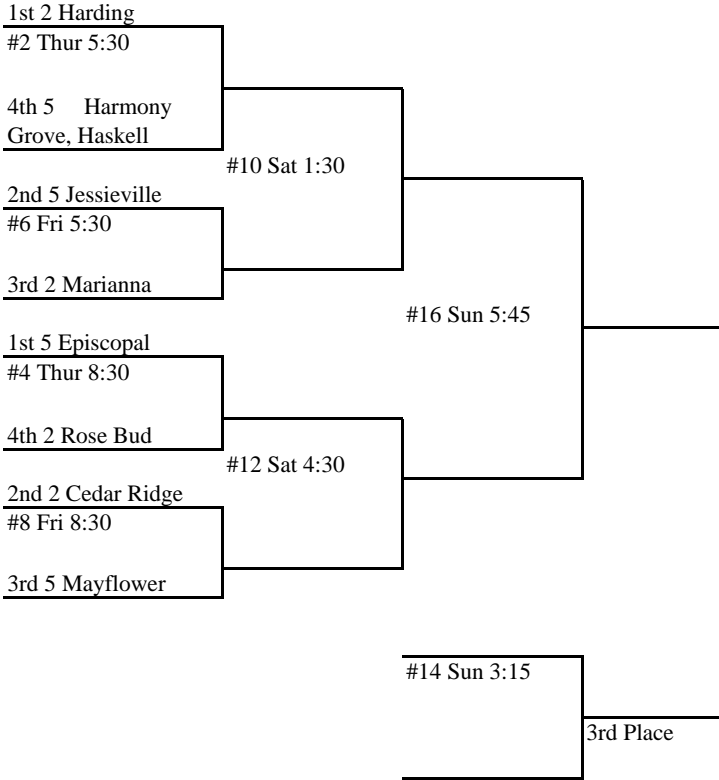 1st 2 Harding
#2 Thur 5:30
4th 5 Harmony
Grove, Haskell
#10 Sat 1:30
2nd 5 Jessieville
#6 Fri 5:30
3rd 2 Marianna
#16 Sun 5:45
1st 5 Episcopal
#4 Thur 8:30
4th 2 Rose Bud
#12 Sat 4:30
2nd 2 Cedar Ridge
#8 Fri 8:30
3rd 5 Mayflower
#14 Sun 3:15
3rd Place